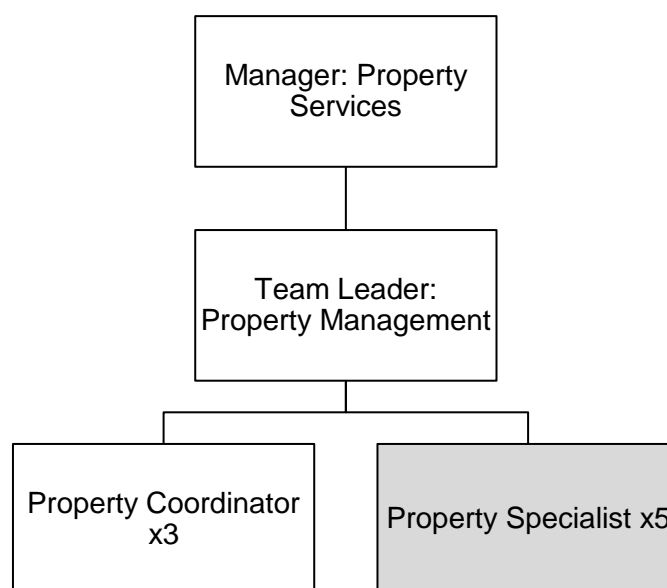 Manager: Property
Services
Team Leader:
Property Management
Property Coordinator
x3
Property Specialist x5